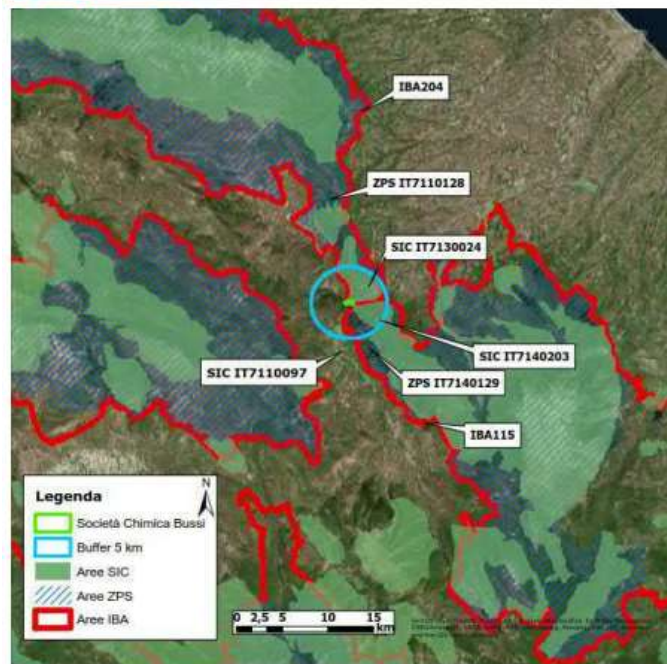 IBA204
ZPS IT7110128
SIC IT7130024
SIC IT7140203
SIC IT7110097
ZPS IT7140129
IBA115
Legenda
N
Società Chimica Bussi
Buffer 5 km
Aree SIC
Aree ZPS
Aree IBA
0 2,5 5 10 15
km